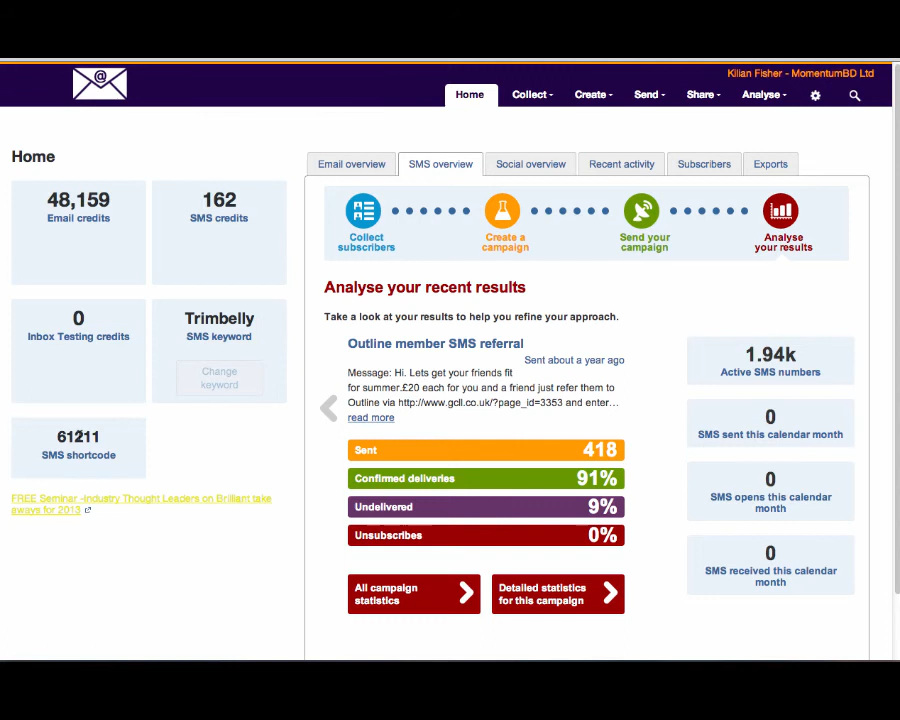 @
Kilian Fisher - MomentumBD Ltd
Home
Collect
Create
Send
Share
Analyse
Home
48,159
Email credits
162
SMS credits
0
Inbox Testing credits
Trimbelly
SMS keyword
Change
keyword
61211
SMS shortcode
FREE Seminar -Industry Thought Leaders on Brilliant take
aways for 2013
Email overview
SMS overview
Social overview
Recent activity
Subscribers
Exports
Collect
subscribers
Create a
campaign
Send your
campaign
Analyse
your results
Analyse your recent results
Take a look at your results to help you refine your approach.
Outline member SMS referral
Sent about a year ago
Message: Hi. Lets get your friends fit
for summer.£20 each for you and a friend just refer them to
Outline via http://www.gcll.co.uk/?page_id=3353 and enter...
read more
Sent 418
Confirmed deliveries 91%
Undelivered 9%
Unsubscribes 0%
All campaign
statistics
Detailed statistics
for this campaign
1.94k
Active SMS numbers
0
SMS sent this calendar month
0
SMS opens this calendar
month
0
SMS received this calendar
month